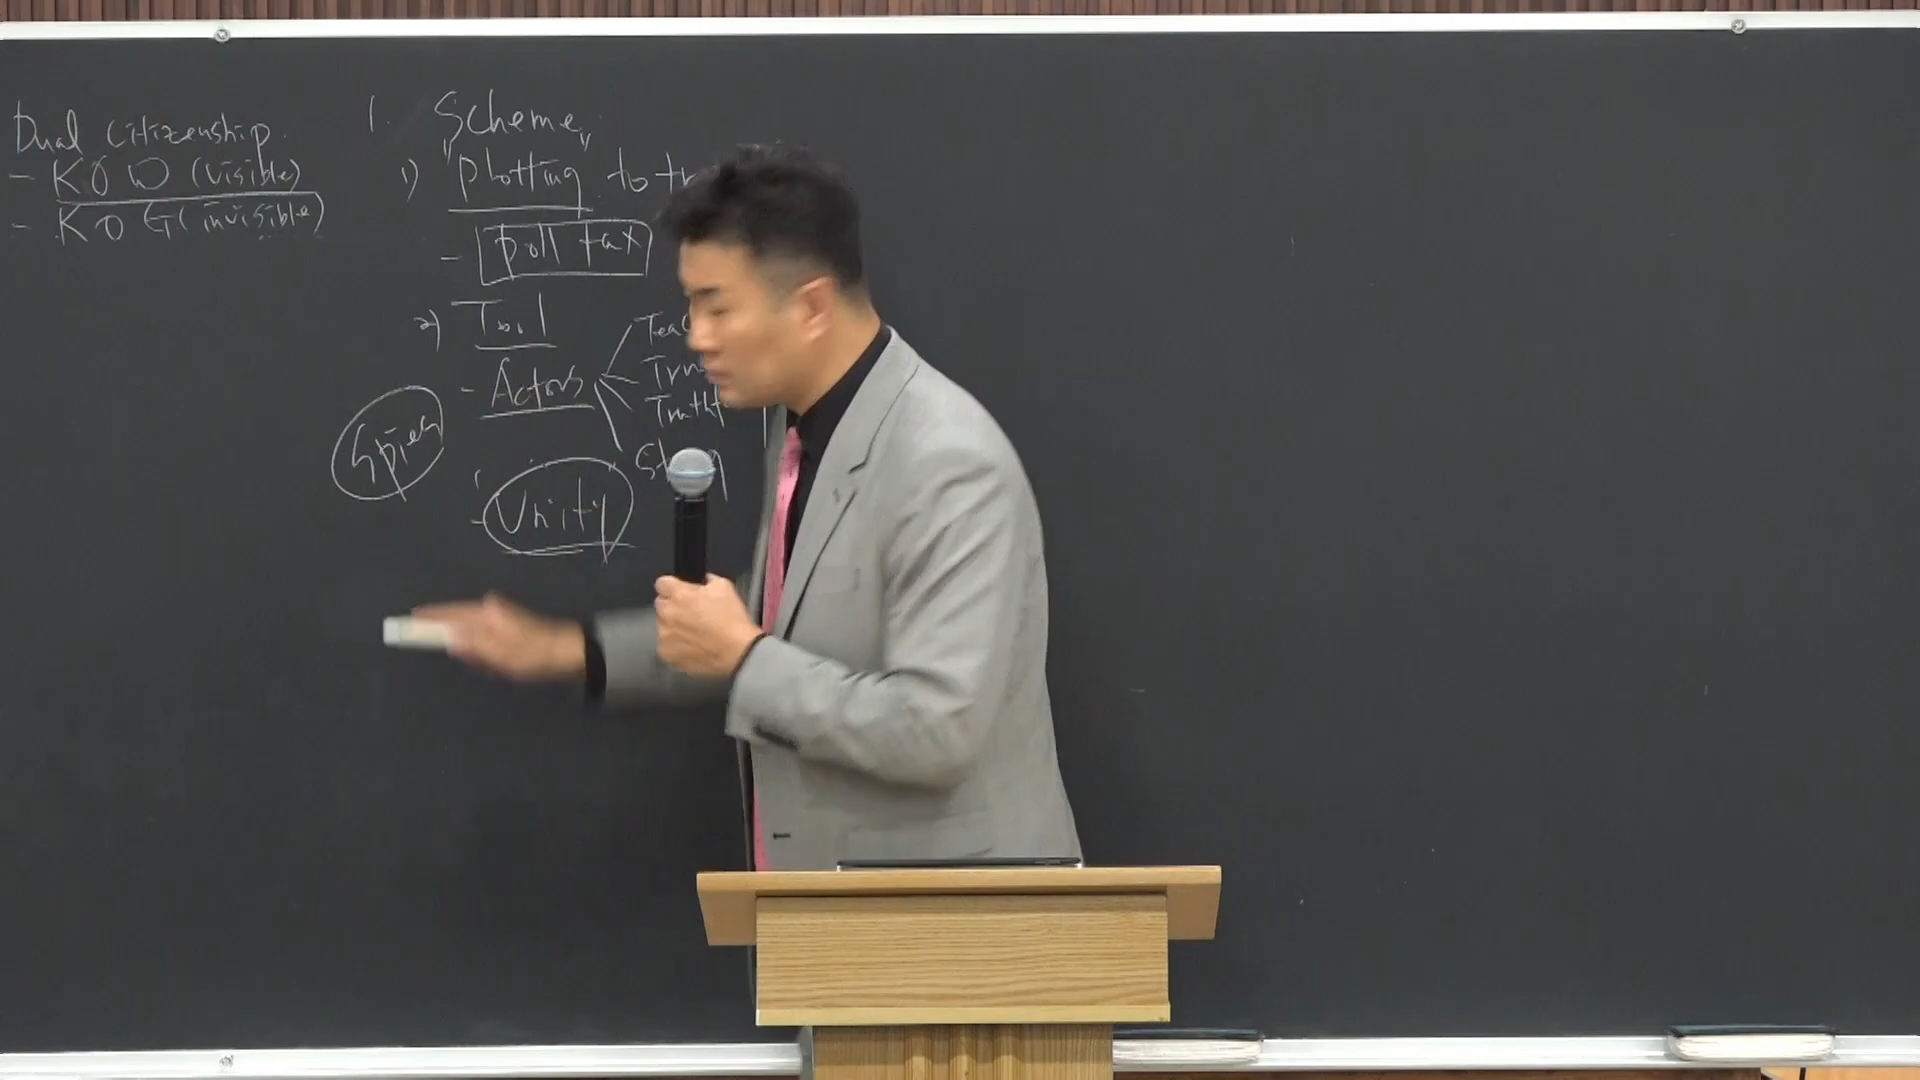 Dual Citizenship.
- KOW (Visible)
- KOG (invisible)
1. Scheme
1) "Plotting" to
- poll tax
2) Tool
- Actors
Spies
- Unity